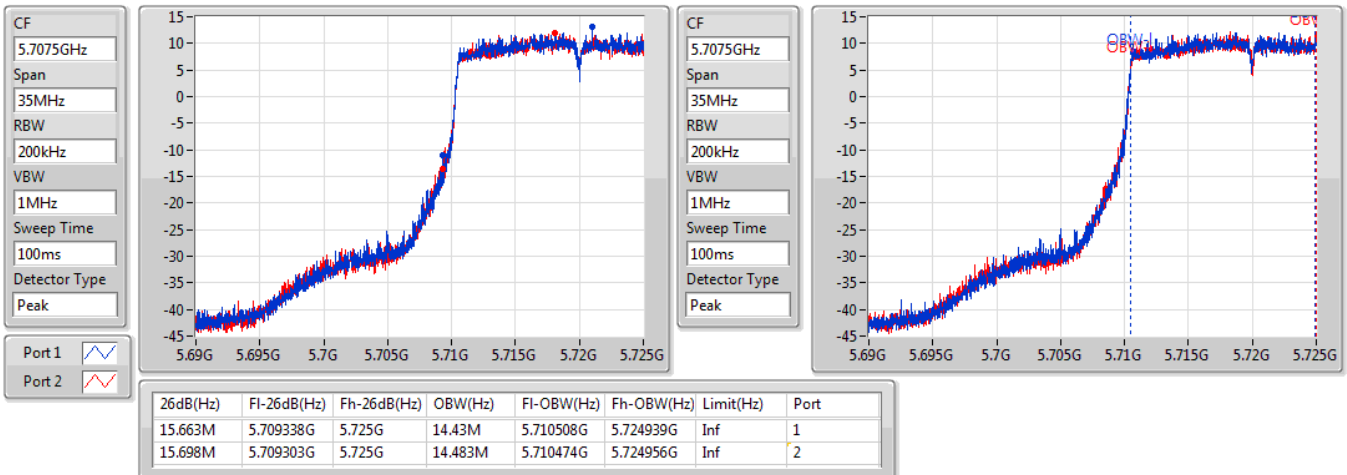 CF
5.7075GHz
Span
35MHz
RBW
200kHz
VBW
1MHz
Sweep Time
100ms
Detector Type
Peak
Port 1
Port 2
15
10
5
0
-5
-10
-15
-20
-25
-30
-35
-40
-45
5.69G 5.695G 5.7G 5.705G 5.71G 5.715G 5.72G 5.725G
CF
5.7075GHz
Span
35MHz
RBW
200kHz
VBW
1MHz
Sweep Time
100ms
Detector Type
Peak
15
10
5
0
-5
-10
-15
-20
-25
-30
-35
-40
-45
5.69G 5.695G 5.7G 5.705G 5.71G 5.715G 5.72G 5.725G
26dB(Hz) Fl-26dB(Hz) Fh-26dB(Hz) OBW(Hz) Fl-OBW(Hz) Fh-OBW(Hz) Limit(Hz) Port
15.663M 5.709338G 5.725G 14.43M 5.710508G 5.724939G Inf 1
15.698M 5.709303G 5.725G 14.483M 5.710474G 5.724956G Inf 2